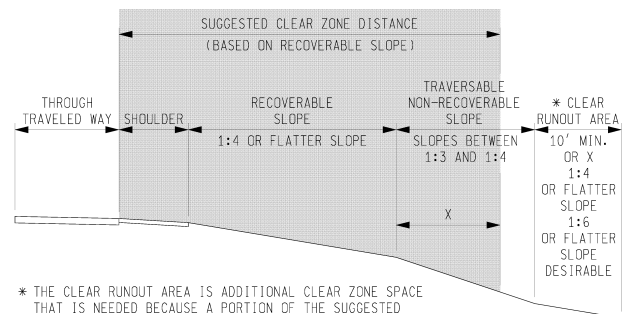 SUGGESTED CLEAR ZONE DISTANCE
(BASED ON RECOVERABLE SLOPE)
THROUGH
TRAVELED WAY
SHOULDER
RECOVERABLE
SLOPE
1:4 OR FLATTER SLOPE
TRAVERSABLE
NON-RECOVERABLE
SLOPE
SLOPES BETWEEN
1:3 AND 1:4
X
* CLEAR
RUNOUT AREA
10' MIN.
OR X
1:4
OR FLATTER
SLOPE
1:6
OR FLATTER
SLOPE
DESIRABLE
* THE CLEAR RUNOUT AREA IS ADDITIONAL CLEAR ZONE SPACE
THAT IS NEEDED BECAUSE A PORTION OF THE SUGGESTED